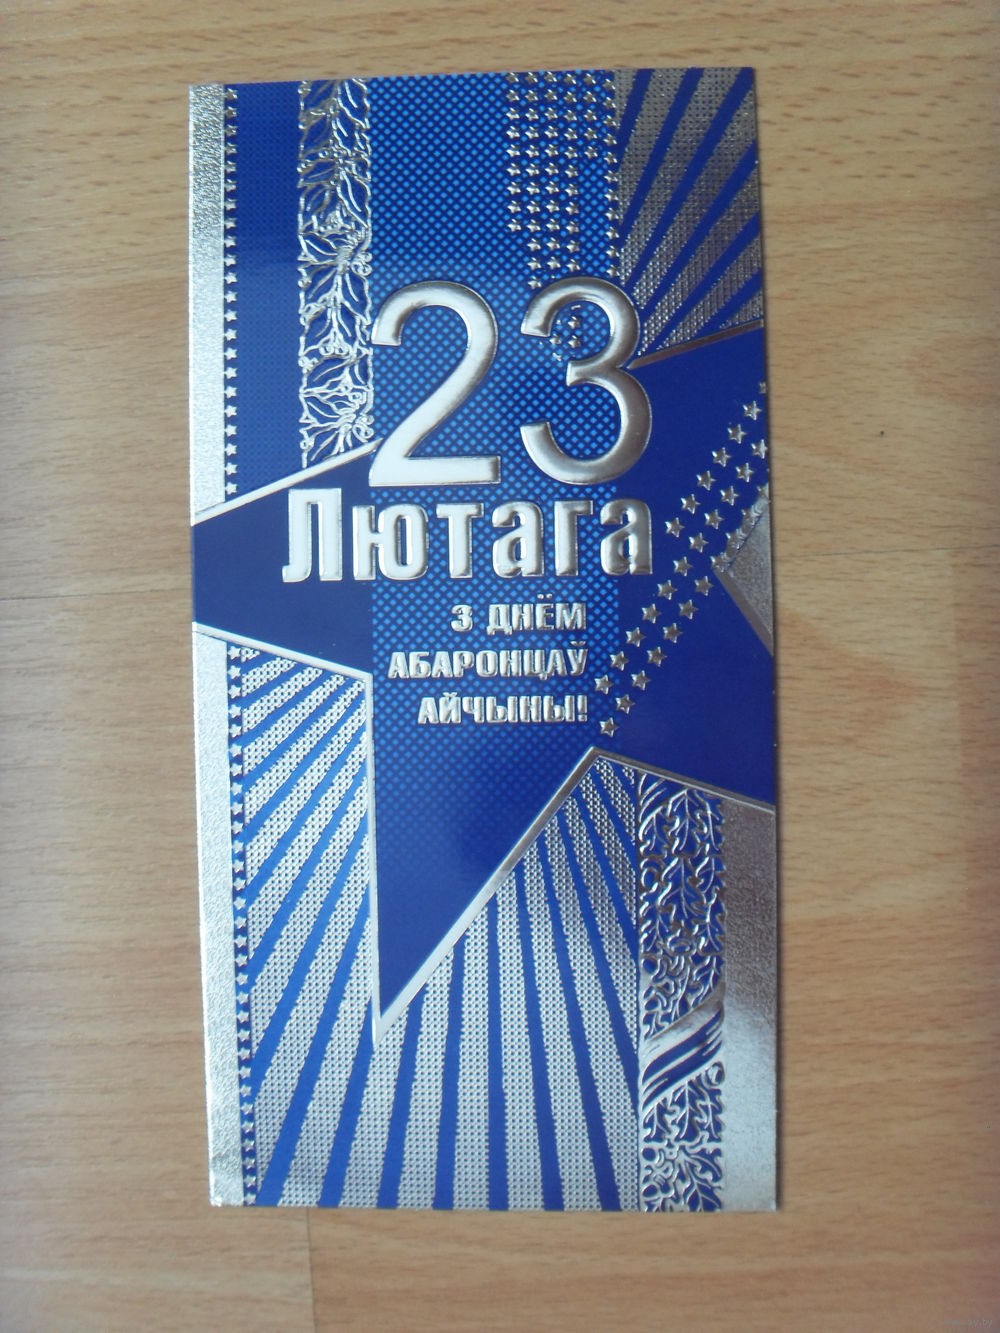 23
Лютага
З ДНЁМ
АБАРОНЦАЎ
АЙЧЫНЫ!